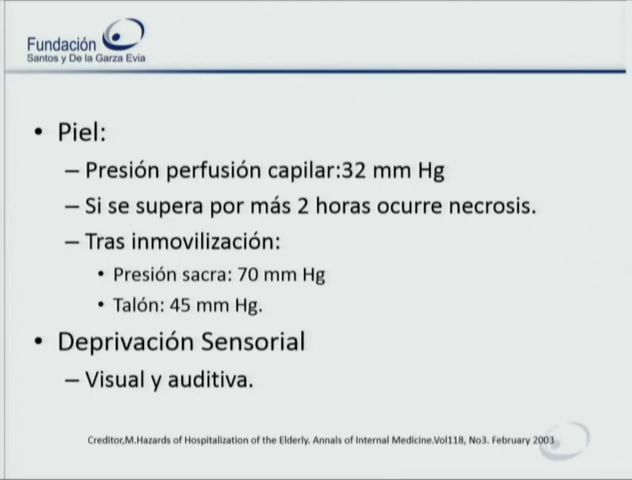 Fundación
Santos y De la Garza Evia
• Piel:
– Presión perfusión capilar:32 mm Hg
– Si se supera por más 2 horas ocurre necrosis.
– Tras inmovilización:
• Presión sacra: 70 mm Hg
• Talón: 45 mm Hg.
• Deprivación Sensorial
– Visual y auditiva.
Creditor,M.Hazards of Hospitalization of the Elderly. Annals of Internal Medicine.Vol118, No3. February 2003